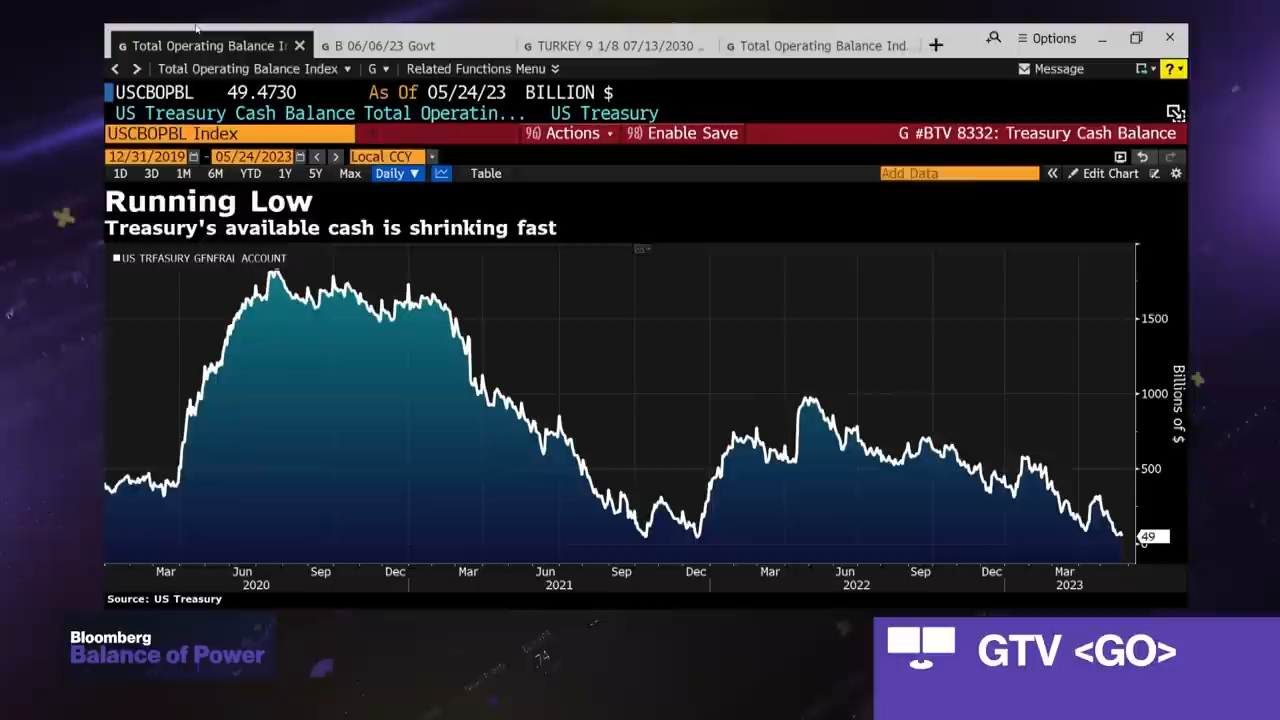 G Total Operating Balance I
G B 06/06/23 Govt
G TURKEY 9 1/8 07/13/2030
G Total Operating Balance Ind
Options
Total Operating Balance Index
G
Related Functions Menu
Message
?
USCBOPBL 49.4730 As Of 05/24/23 BILLION $
US Treasury Cash Balance Total Operatin... US Treasury
USCBOPBL Index
96) Actions
98) Enable Save
G #BTV 8332: Treasury Cash Balance
12/31/2019 - 05/24/2023 Local CCY
1D 3D 1M 6M YTD 1Y 5Y Max Daily ▼ Table
Add Data
« Edit Chart
Running Low
Treasury's available cash is shrinking fast
US TREASURY GENERAL ACCOUNT
1500
1000
500
49
0
Billions of $
Mar Jun Sep Dec Mar Jun Sep Dec Mar Jun Sep Dec Mar
2020 2021 2022 2023
Source: US Treasury
Bloomberg
Balance of Power
GTV <GO>